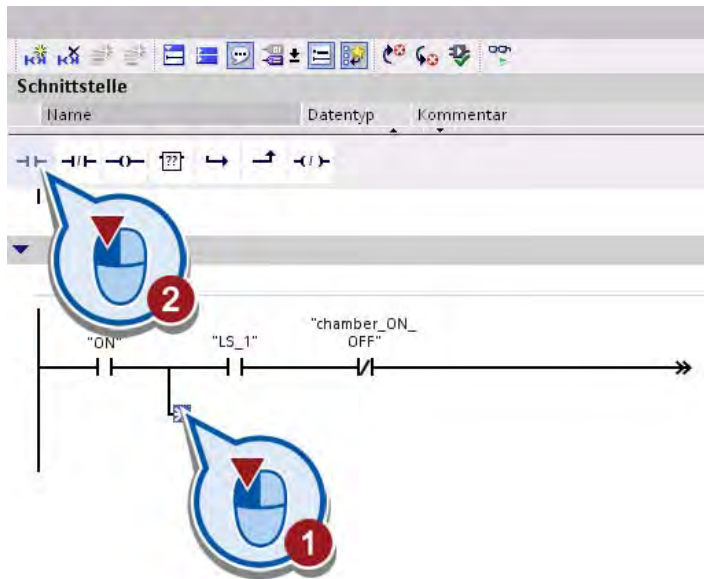 Schnittstelle
Name Datentyp Kommentar
??
2
"ON" "LS_1" "chamber_ON_
OFF"
1